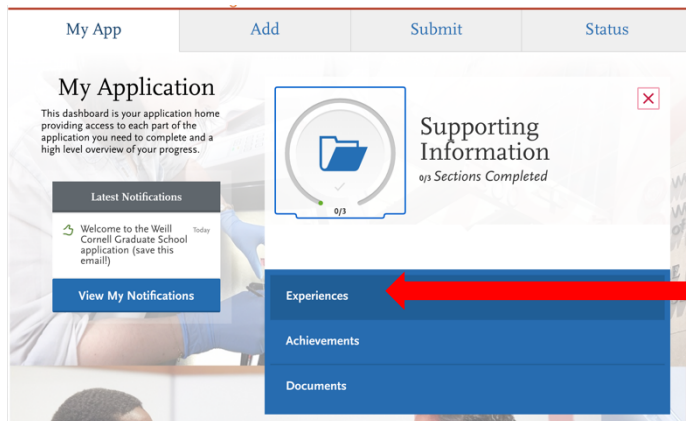 My App
Add
Submit
Status
My Application
This dashboard is your application home
providing access to each part of the
application you need to complete and a
high level overview of your progress.
Latest Notifications
Welcome to the Weill
Cornell Graduate School
application (save this
email!)
Today
View My Notifications
0/3
Supporting
Information
0/3 Sections Completed
Experiences
Achievements
Documents